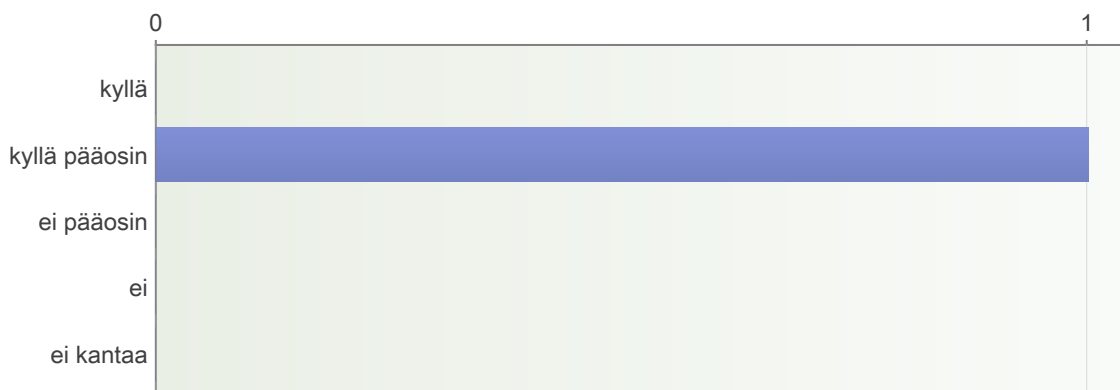 0 1
kyllä
kyllä pääosin
ei pääosin
ei
ei kantaa